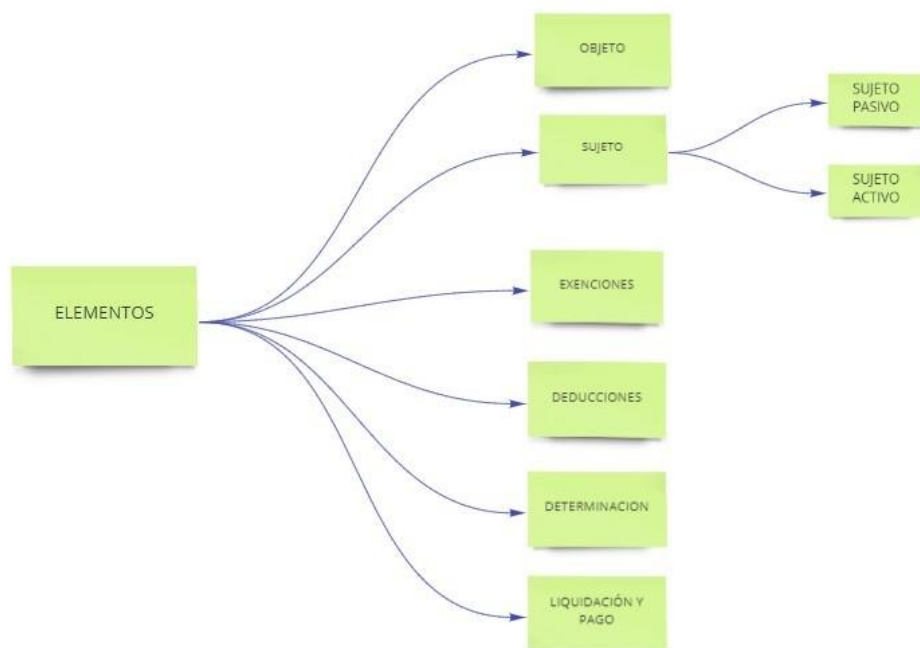 OBJETO
SUJETO
PASIVO
SUJETO
SUJETO
ACTIVO
ELEMENTOS
EXENCIONES
DEDUCCIONES
DETERMINACION
LIQUIDACIÓN Y
PAGO